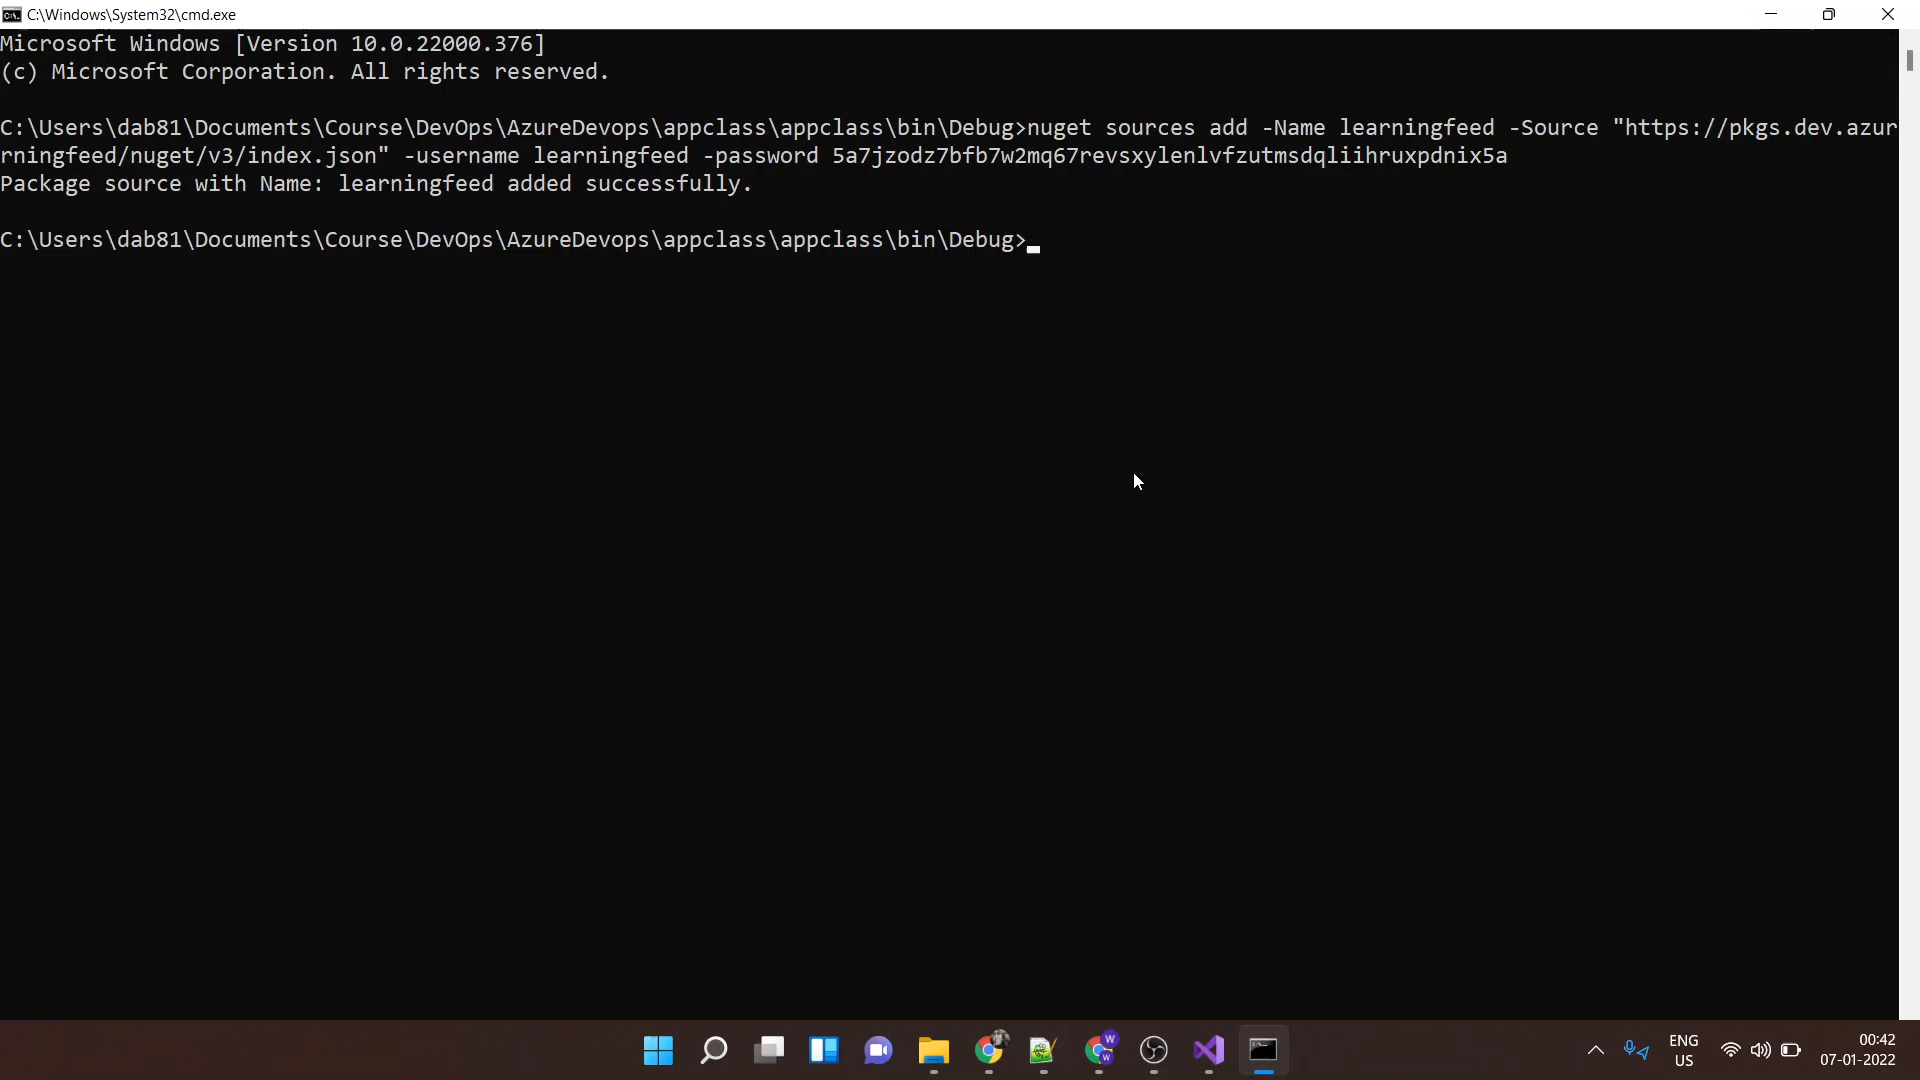 C:\Windows\System32\cmd.exe
Microsoft Windows [Version 10.0.22000.376]
(c) Microsoft Corporation. All rights reserved.
C:\Users\dab81\Documents\Course\DevOps\AzureDevops\appclass\appclass\bin\Debug>nuget sources add -Name learningfeed -Source "https://pkgs.dev.azur
rningfeed/nuget/v3/index.json" -username learningfeed -password 5a7jzodz7bfb7w2mq67revsxylenlvfzutmsdqliihruxpdnix5a
Package source with Name: learningfeed added successfully.
C:\Users\dab81\Documents\Course\DevOps\AzureDevops\appclass\appclass\bin\Debug>
ENG
US
00:42
07-01-2022